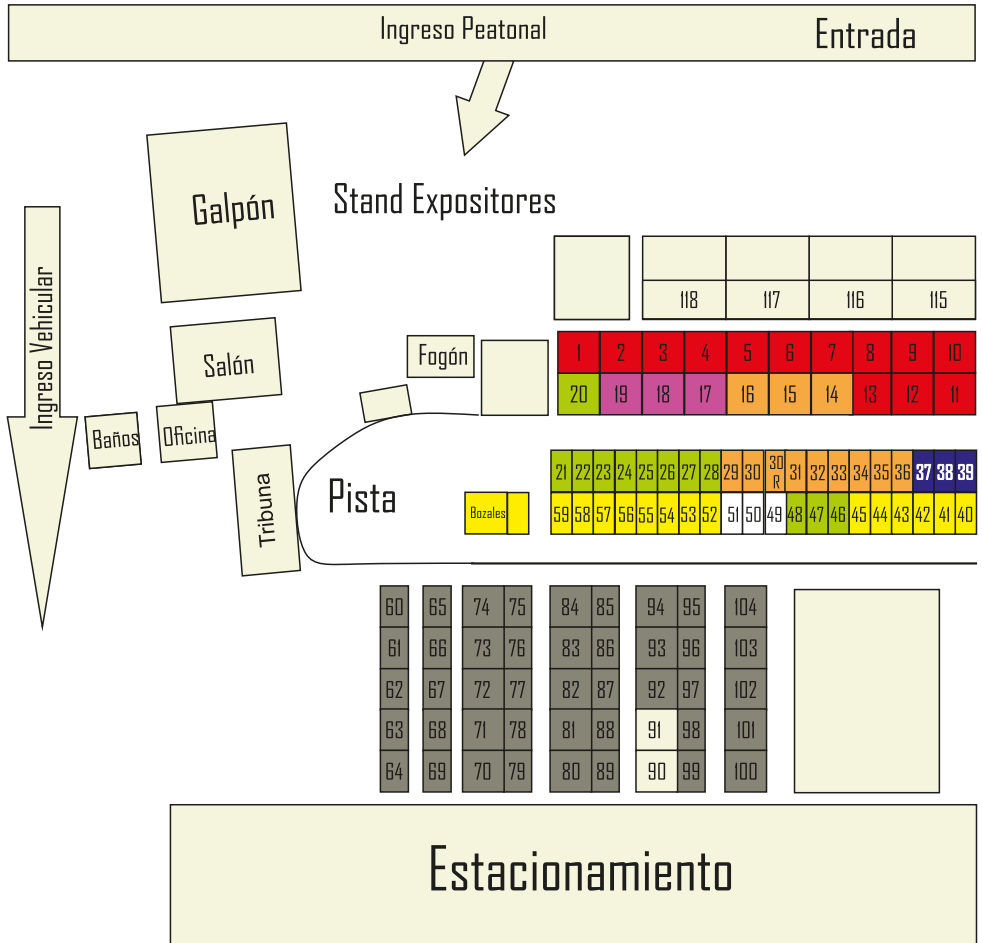 Ingreso Peatonal
Entrada
Galpón
Stand Expositores
Ingreso Vehicular
118 117 116 115
Salón
Fogón
1 2 3 4 5 6 7 8 9 10
20 19 18 17 16 15 14 13 12 11
Baños
Oficina
Tribuna
Pista
21 22 23 24 25 26 27 28 29 30 30 R 31 32 33 34 35 36 37 38 39
Bozales
59 58 57 56 55 54 53 52 51 50 49 48 47 46 45 44 43 42 41 40
60 65 74 75 84 85 94 95 104
61 66 73 76 83 86 93 96 103
62 67 72 77 82 87 92 97 102
63 68 71 78 81 88 91 98 101
64 69 70 79 80 89 90 99 100
Estacionamiento